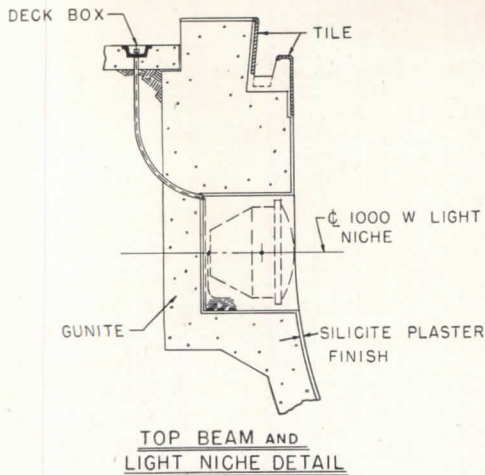 DECK BOX
TILE
℄ 1000 W LIGHT
NICHE
GUNITE
SILICITE PLASTER
FINISH
TOP BEAM AND
LIGHT NICHE DETAIL